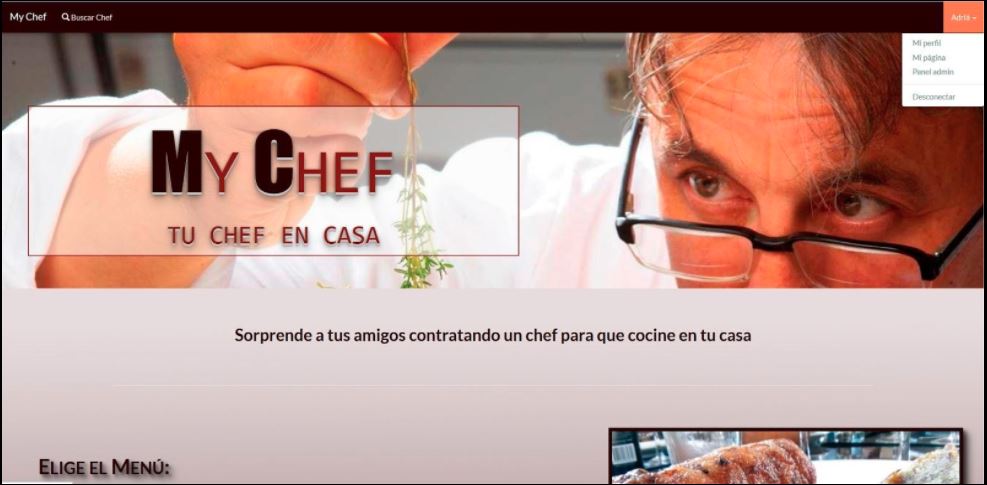 My Chef Buscar Chef Adrià
Mi perfil
Mi página
Panel admin
Desconectar
MY CHEF
TU CHEF EN CASA
Sorprende a tus amigos contratando un chef para que cocine en tu casa
ELIGE EL MENÚ: